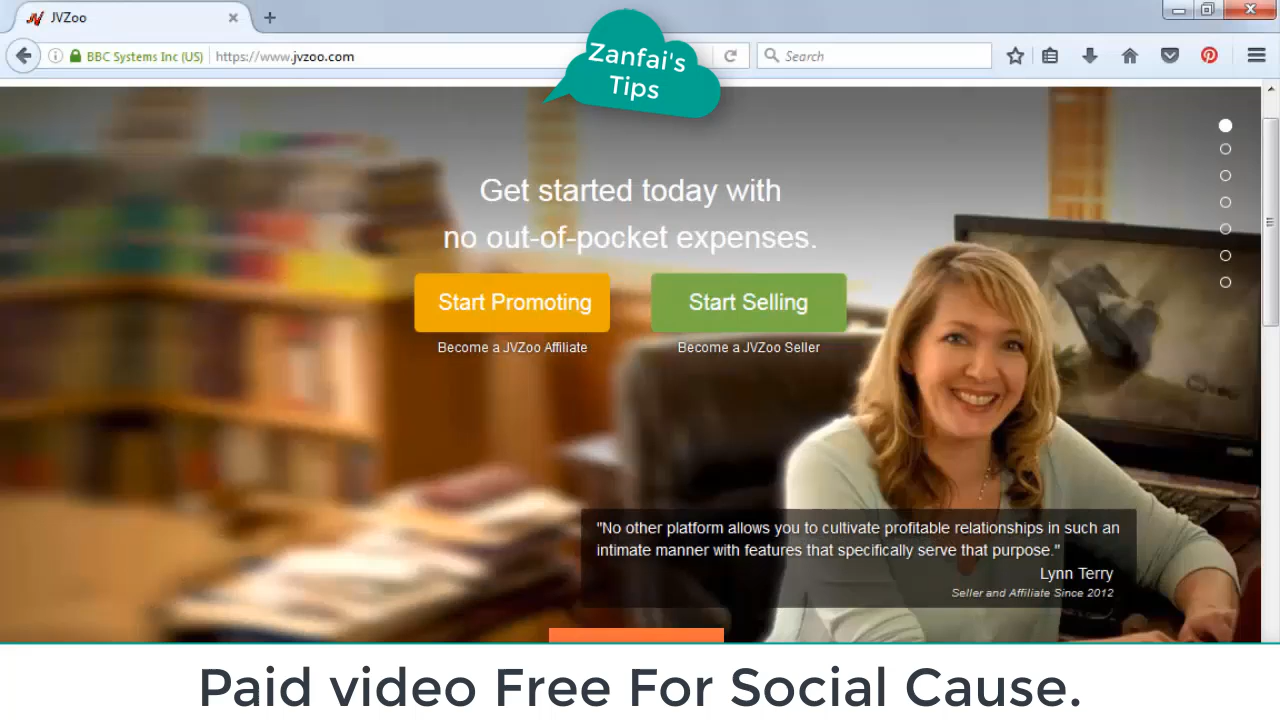 JVZoo
BBC Systems Inc (US)
https://www.jvzoo.com
Search
Zanfai's
Tips
Get started today with
no out-of-pocket expenses.
Start Promoting
Start Selling
Become a JVZoo Affiliate
Become a JVZoo Seller
"No other platform allows you to cultivate profitable relationships in such an
intimate manner with features that specifically serve that purpose."
Lynn Terry
Seller and Affiliate Since 2012
Paid video Free For Social Cause.